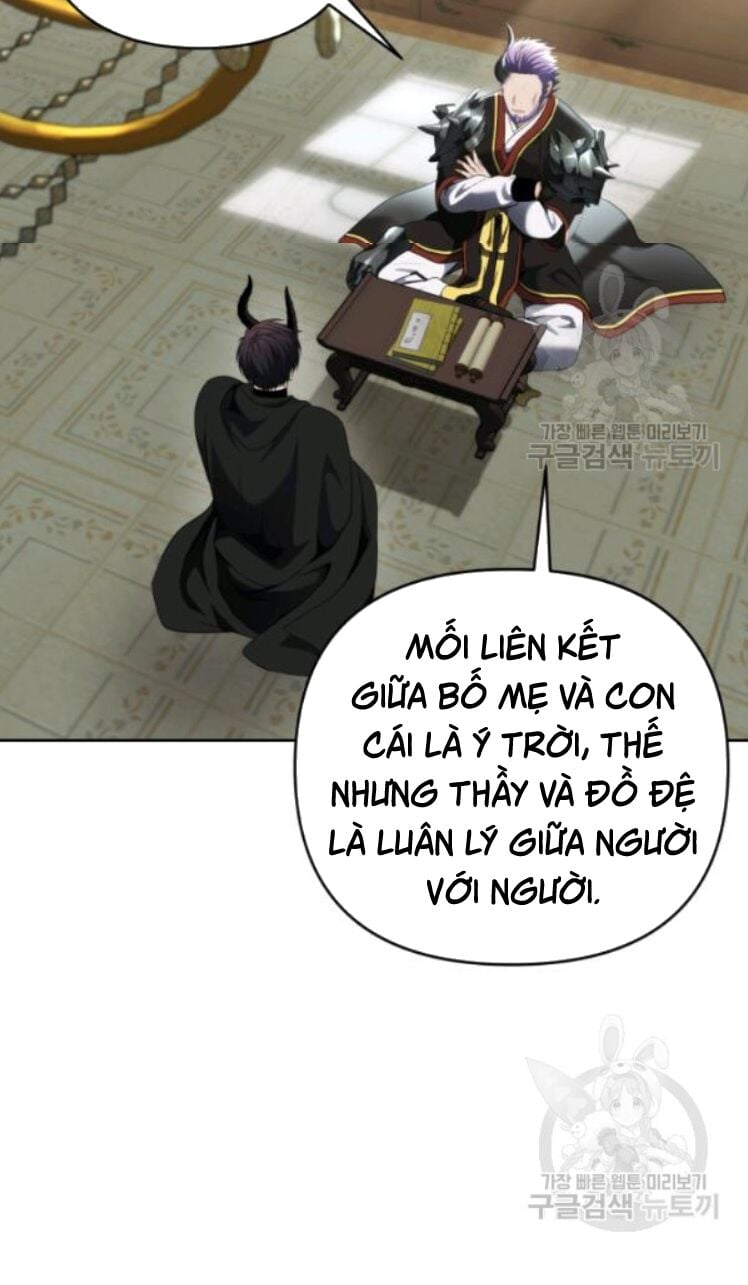 가장 빠른 웹툰 미리보기
구글검색 뉴토끼
MỐI LIÊN KẾT
GIỮA BỐ MẸ VÀ CON
CÁI LÀ Ý TRỜI, THẾ
NHƯNG THẦY VÀ ĐỒ ĐỆ
LÀ LUÂN LÝ GIỮA NGƯỜI
VỚI NGƯỜI.
가장 빠른 웹툰 미리보기
구글검색 뉴토끼